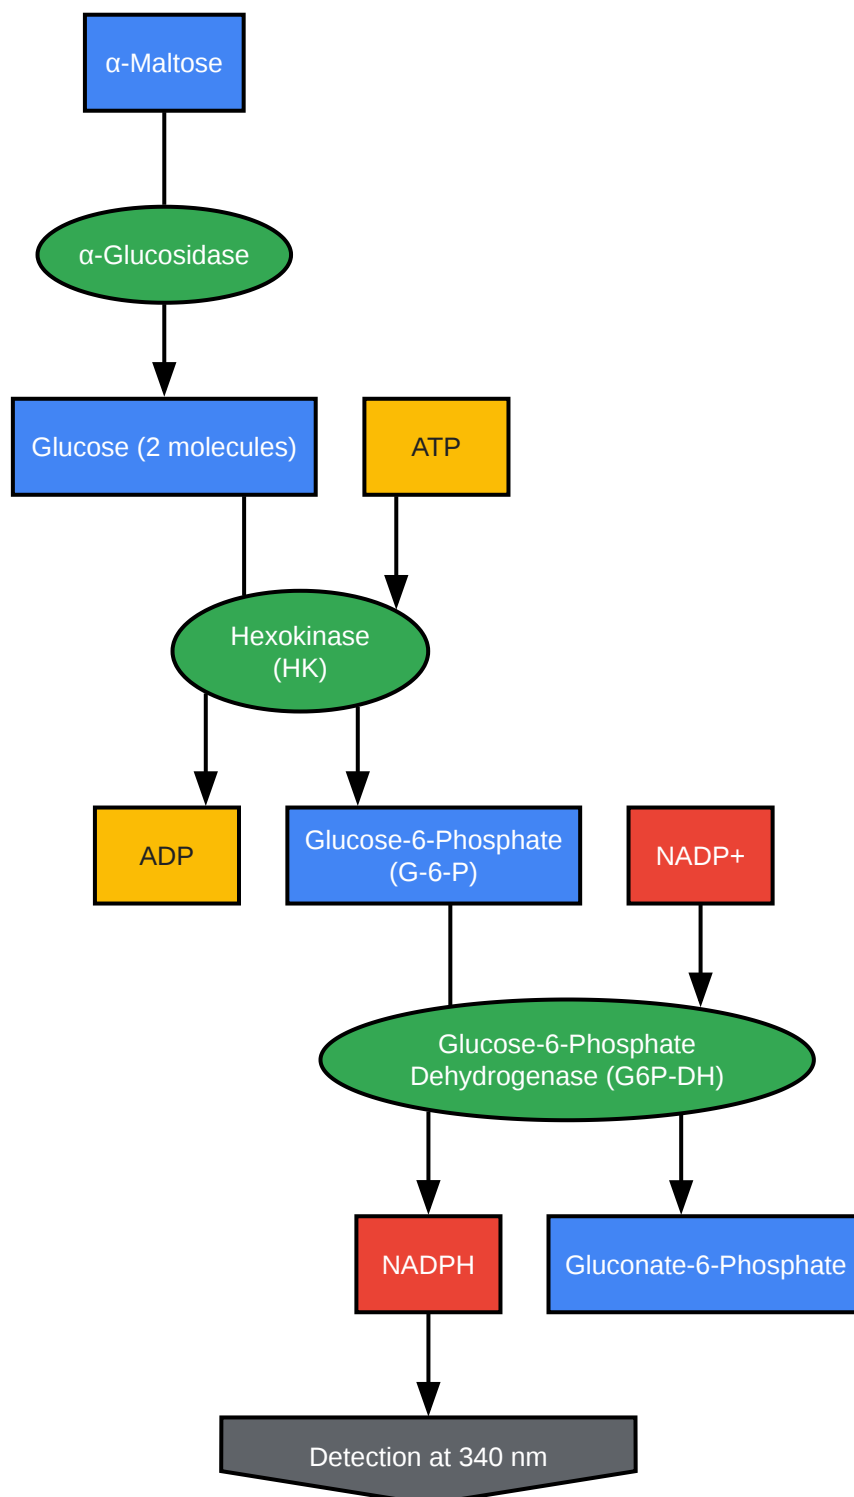 α-Maltose
α-Glucosidase
Glucose (2 molecules)
ATP
Hexokinase
(HK)
ADP
Glucose-6-Phosphate
(G-6-P)
NADP+
Glucose-6-Phosphate
Dehydrogenase (G6P-DH)
NADPH
Gluconate-6-Phosphate
Detection at 340 nm